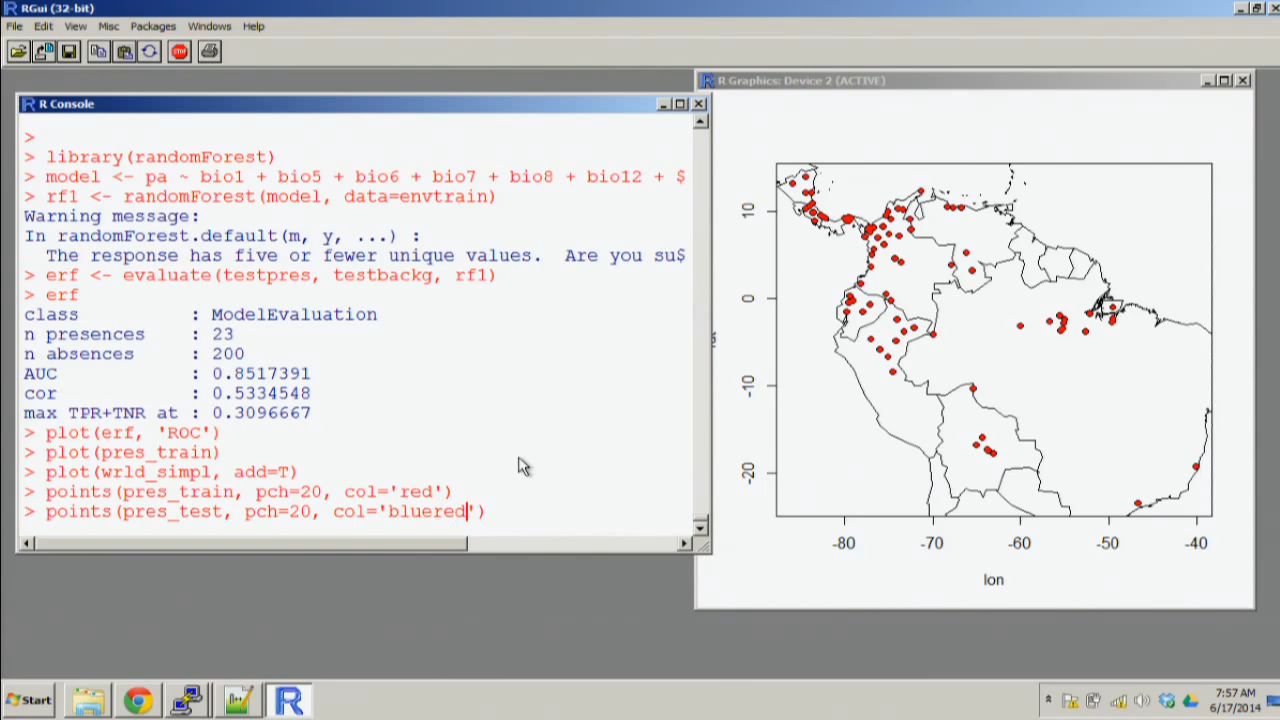 RGui (32-bit)
File Edit View Misc Packages Windows Help
STOP
R Console
>
> library(randomForest)
> model <- pa ~ bio1 + bio5 + bio6 + bio7 + bio8 + bio12 + $
> rf1 <- randomForest(model, data=envtrain)
Warning message:
In randomForest.default(m, y, ...) :
The response has five or fewer unique values.  Are you su$
> erf <- evaluate(testpres, testbackg, rf1)
> erf
class : ModelEvaluation
n presences : 23
n absences : 200
AUC : 0.8517391
cor : 0.5334548
max TPR+TNR at : 0.3096667
> plot(erf, 'ROC')
> plot(pres_train)
> plot(wrld_simpl, add=T)
> points(pres_train, pch=20, col='red')
> points(pres_test, pch=20, col='bluered')
R Graphics: Device 2 (ACTIVE)
10
0
-10
-20
-80 -70 -60 -50 -40
lon
Start
7:57 AM
6/17/2014